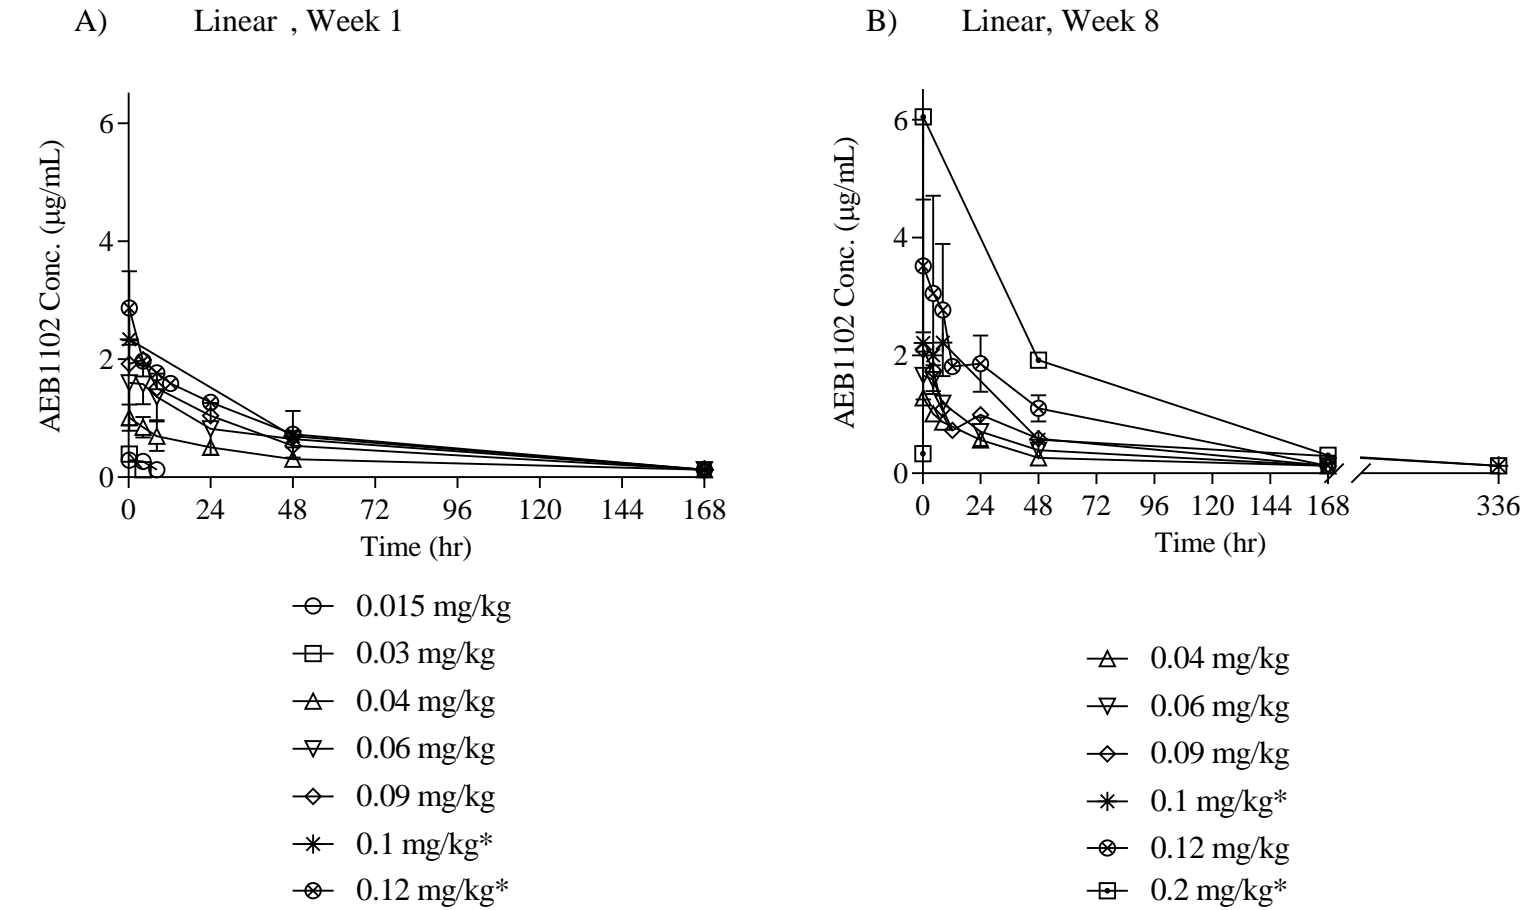 A) Linear , Week 1
AEB1102 Conc. (μg/mL)
6
4
2
0
0 24 48 72 96 120 144 168
Time (hr)
0.015 mg/kg
0.03 mg/kg
0.04 mg/kg
0.06 mg/kg
0.09 mg/kg
0.1 mg/kg*
0.12 mg/kg*
B) Linear, Week 8
AEB1102 Conc. (μg/mL)
6
4
2
0
0 24 48 72 96 120 144 168 336
Time (hr)
0.04 mg/kg
0.06 mg/kg
0.09 mg/kg
0.1 mg/kg*
0.12 mg/kg
0.2 mg/kg*